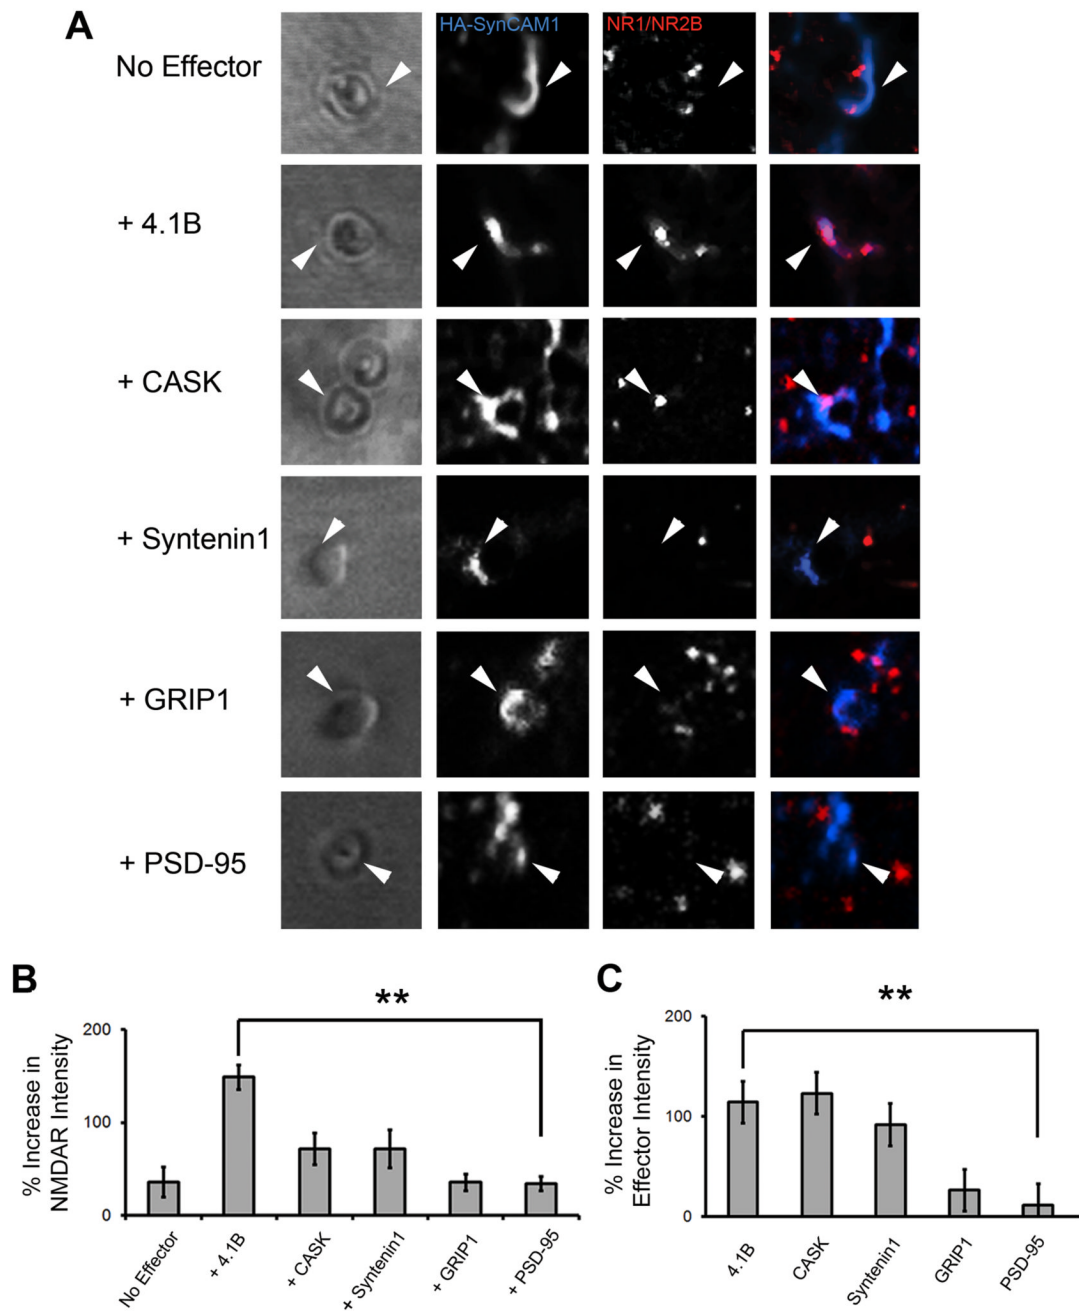 A
HA-SynCAM1 NR1/NR2B
No Effector
+ 4.1B
+ CASK
+ Syntenin1
+ GRIP1
+ PSD-95
B
**
% Increase in
NMDAR Intensity
200
100
0
No Effector
+ 4.1B
+ CASK
+ Syntenin1
+ GRIP1
+ PSD-95
C
**
% Increase in
Effector Intensity
200
100
0
4.1B
CASK
Syntenin1
GRIP1
PSD-95